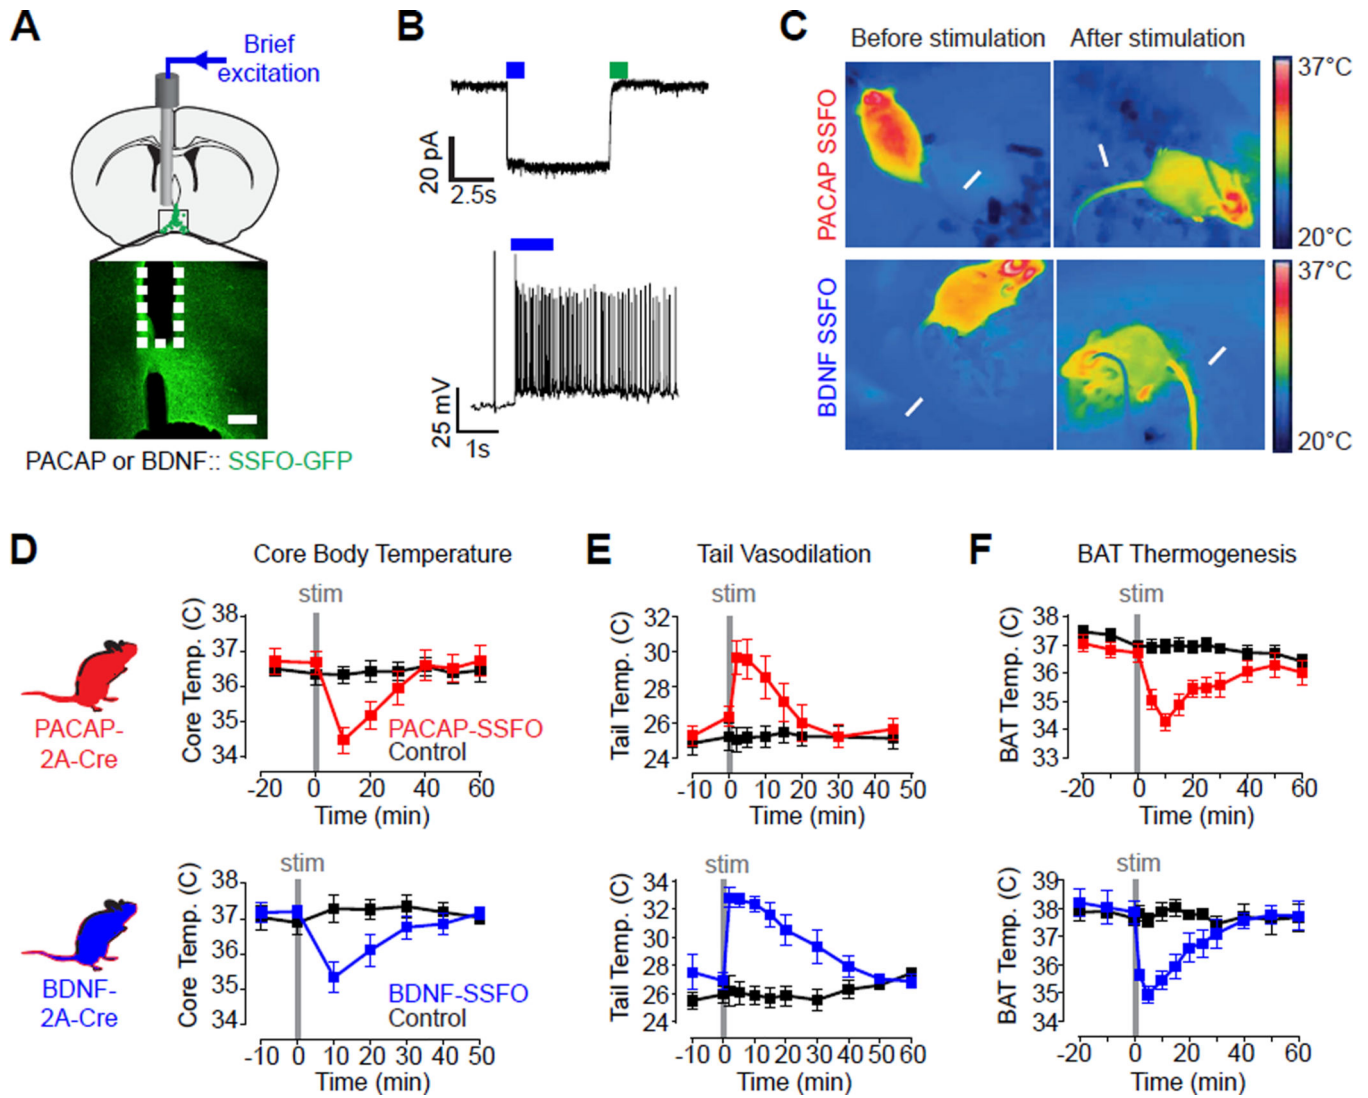 A
Brief
excitation
PACAP or BDNF:: SSFO-GFP
B
20 pA
2.5s
25 mV
1s
C
Before stimulation
After stimulation
PACAP SSFO
37°C
20°C
BDNF SSFO
37°C
20°C
D
PACAP-
2A-Cre
Core Body Temperature
stim
Core Temp. (C)
38
37
36
35
34
PACAP-SSFO
Control
-20 0 20 40 60
Time (min)
E
Tail Vasodilation
stim
Tail Temp. (C)
32
30
28
26
24
-10 0 10 20 30 40 50
Time (min)
F
BAT Thermogenesis
stim
BAT Temp. (C)
38
37
36
35
34
33
-20 0 20 40 60
Time (min)
BDNF-
2A-Cre
stim
Core Temp. (C)
38
37
36
35
34
BDNF-SSFO
Control
-10 0 10 20 30 40 50
Time (min)
stim
Tail Temp. (C)
34
32
30
28
26
24
-10 0 10 20 30 40 50 60
Time (min)
stim
BAT Temp. (C)
39
38
37
36
35
34
-20 0 20 40 60
Time (min)